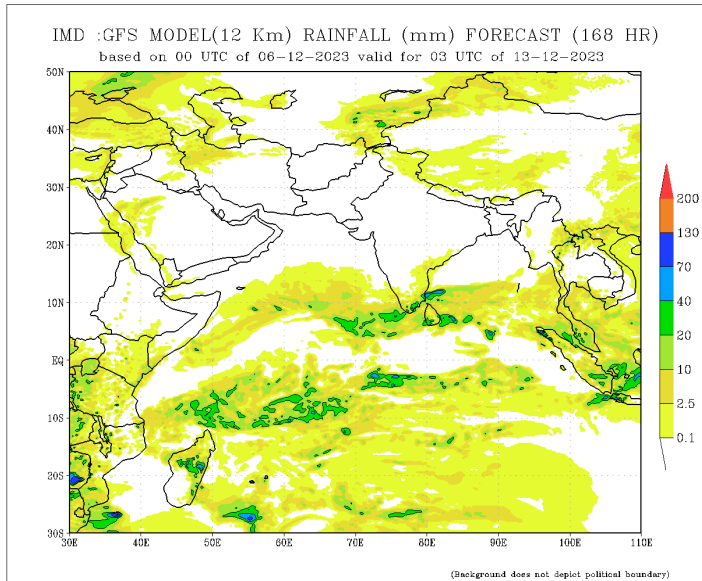 IMD :GFS MODEL(12 Km) RAINFALL (mm) FORECAST (168 HR)
based on 00 UTC of 06-12-2023 valid for 03 UTC of 13-12-2023
50N
40N
30N
20N
10N
EQ
10S
20S
30S
30E 40E 50E 60E 70E 80E 90E 100E 110E
200
130
70
40
20
10
2.5
0.1
(Background does not depict political boundary)